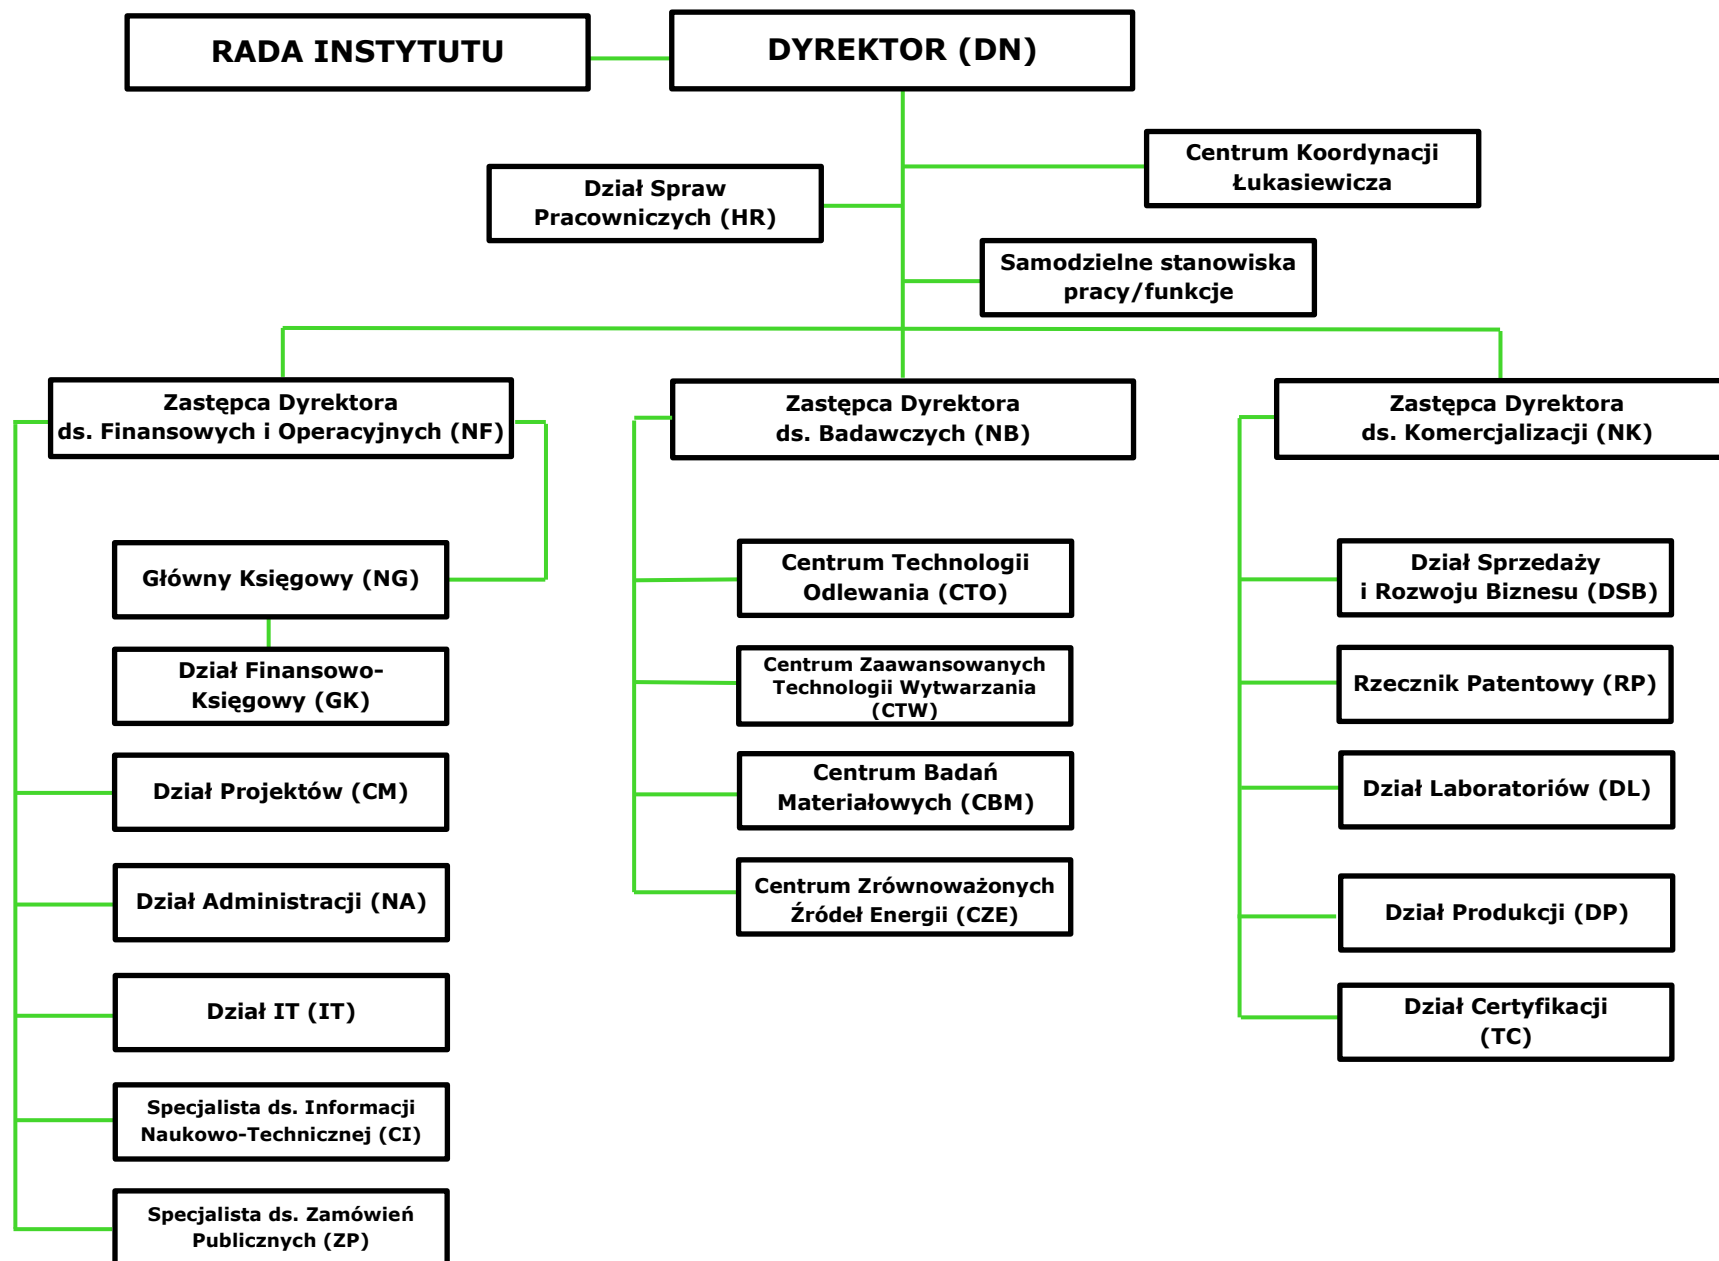 RADA INSTYTUTU
DYREKTOR (DN)
Centrum Koordynacji
Łukasiewicza
Dział Spraw
Pracowniczych (HR)
Samodzielne stanowiska
pracy/funkcje
Zastępca Dyrektora
ds. Finansowych i Operacyjnych (NF)
Zastępca Dyrektora
ds. Badawczych (NB)
Zastępca Dyrektora
ds. Komercjalizacji (NK)
Główny Księgowy (NG)
Dział Finansowo-
Księgowy (GK)
Dział Projektów (CM)
Dział Administracji (NA)
Dział IT (IT)
Specjalista ds. Informacji
Naukowo-Technicznej (CI)
Specjalista ds. Zamówień
Publicznych (ZP)
Centrum Technologii
Odlewania (CTO)
Centrum Zaawansowanych
Technologii Wytwarzania
(CTW)
Centrum Badań
Materiałowych (CBM)
Centrum Zrównoważonych
Źródeł Energii (CZE)
Dział Sprzedaży
i Rozwoju Biznesu (DSB)
Rzecznik Patentowy (RP)
Dział Laboratoriów (DL)
Dział Produkcji (DP)
Dział Certyfikacji
(TC)